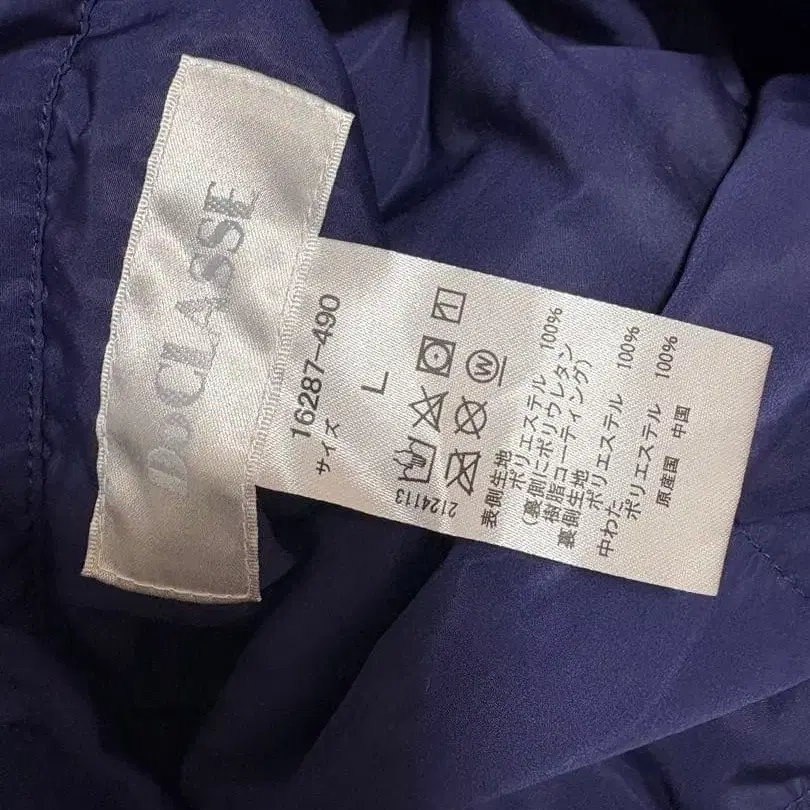 DoCLASSE
16287-490
サイズ
L
W
2124113
表側生地
ポリエステル 100%
(裏側にポリウレタン
樹脂コーティング)
裏側生地
ポリエステル 100%
中わた
ポリエステル 100%
原産国 中国